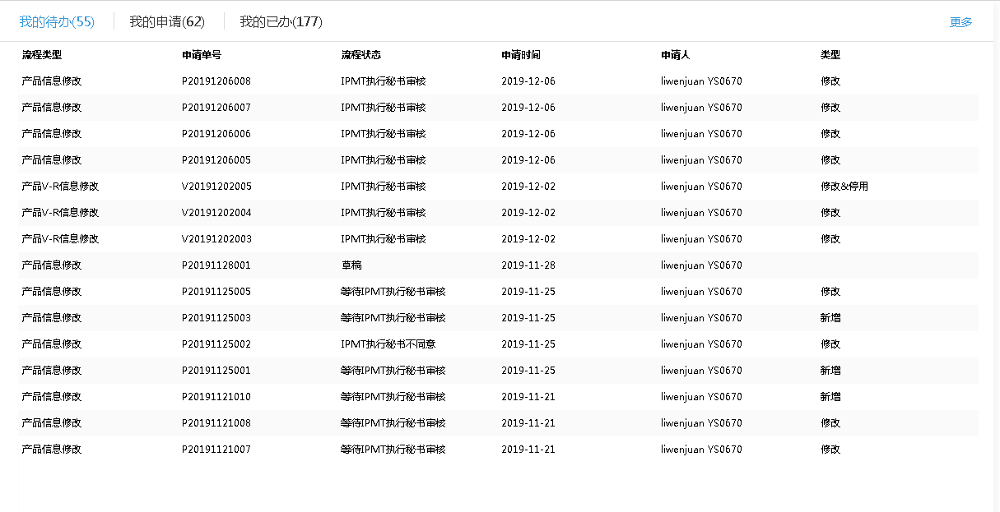 我的待办(55) 我的申请(62) 我的已办(177) 更多
流程类型 申请单号 流程状态 申请时间 申请人 类型
产品信息修改 P20191206008 IPMT执行秘书审核 2019-12-06 liwenjuan YS0670 修改
产品信息修改 P20191206007 IPMT执行秘书审核 2019-12-06 liwenjuan YS0670 修改
产品信息修改 P20191206006 IPMT执行秘书审核 2019-12-06 liwenjuan YS0670 修改
产品信息修改 P20191206005 IPMT执行秘书审核 2019-12-06 liwenjuan YS0670 修改
产品V-R信息修改 V20191202005 IPMT执行秘书审核 2019-12-02 liwenjuan YS0670 修改&停用
产品V-R信息修改 V20191202004 IPMT执行秘书审核 2019-12-02 liwenjuan YS0670 修改
产品V-R信息修改 V20191202003 IPMT执行秘书审核 2019-12-02 liwenjuan YS0670 修改
产品信息修改 P20191128001 草稿 2019-11-28 liwenjuan YS0670
产品信息修改 P20191125005 等待IPMT执行秘书审核 2019-11-25 liwenjuan YS0670 修改
产品信息修改 P20191125003 等待IPMT执行秘书审核 2019-11-25 liwenjuan YS0670 新增
产品信息修改 P20191125002 IPMT执行秘书不同意 2019-11-25 liwenjuan YS0670 修改
产品信息修改 P20191125001 等待IPMT执行秘书审核 2019-11-25 liwenjuan YS0670 新增
产品信息修改 P20191121010 等待IPMT执行秘书审核 2019-11-21 liwenjuan YS0670 新增
产品信息修改 P20191121008 等待IPMT执行秘书审核 2019-11-21 liwenjuan YS0670 修改
产品信息修改 P20191121007 等待IPMT执行秘书审核 2019-11-21 liwenjuan YS0670 修改